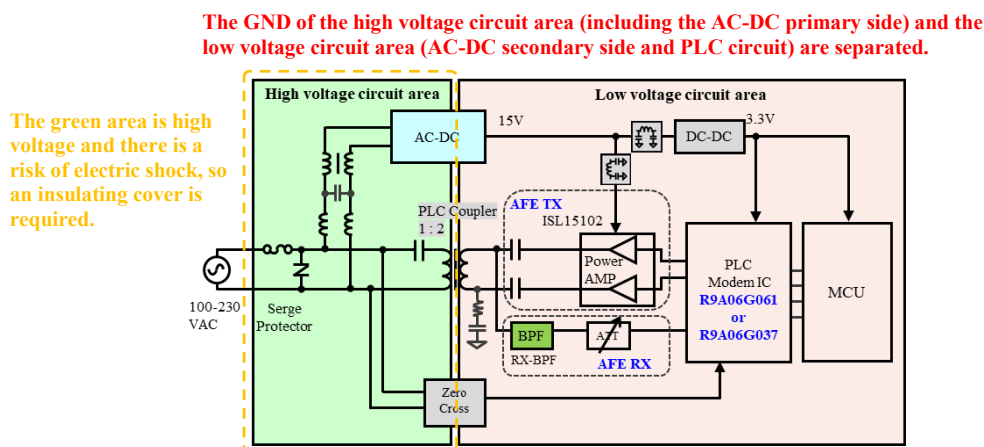 The GND of the high voltage circuit area (including the AC-DC primary side) and the
low voltage circuit area (AC-DC secondary side and PLC circuit) are separated.
High voltage circuit area
Low voltage circuit area
The green area is high
voltage and there is a
risk of electric shock, so
an insulating cover is
required.
AC-DC
15V
DC-DC
3.3V
PLC Coupler
1 : 2
AFE TX
ISL15102
Power
AMP
PLC
Modem IC
R9A06G061
or
R9A06G037
MCU
100-230
VAC
Serge
Protector
BPF
RX-BPF
ATT
AFE RX
Zero
Cross